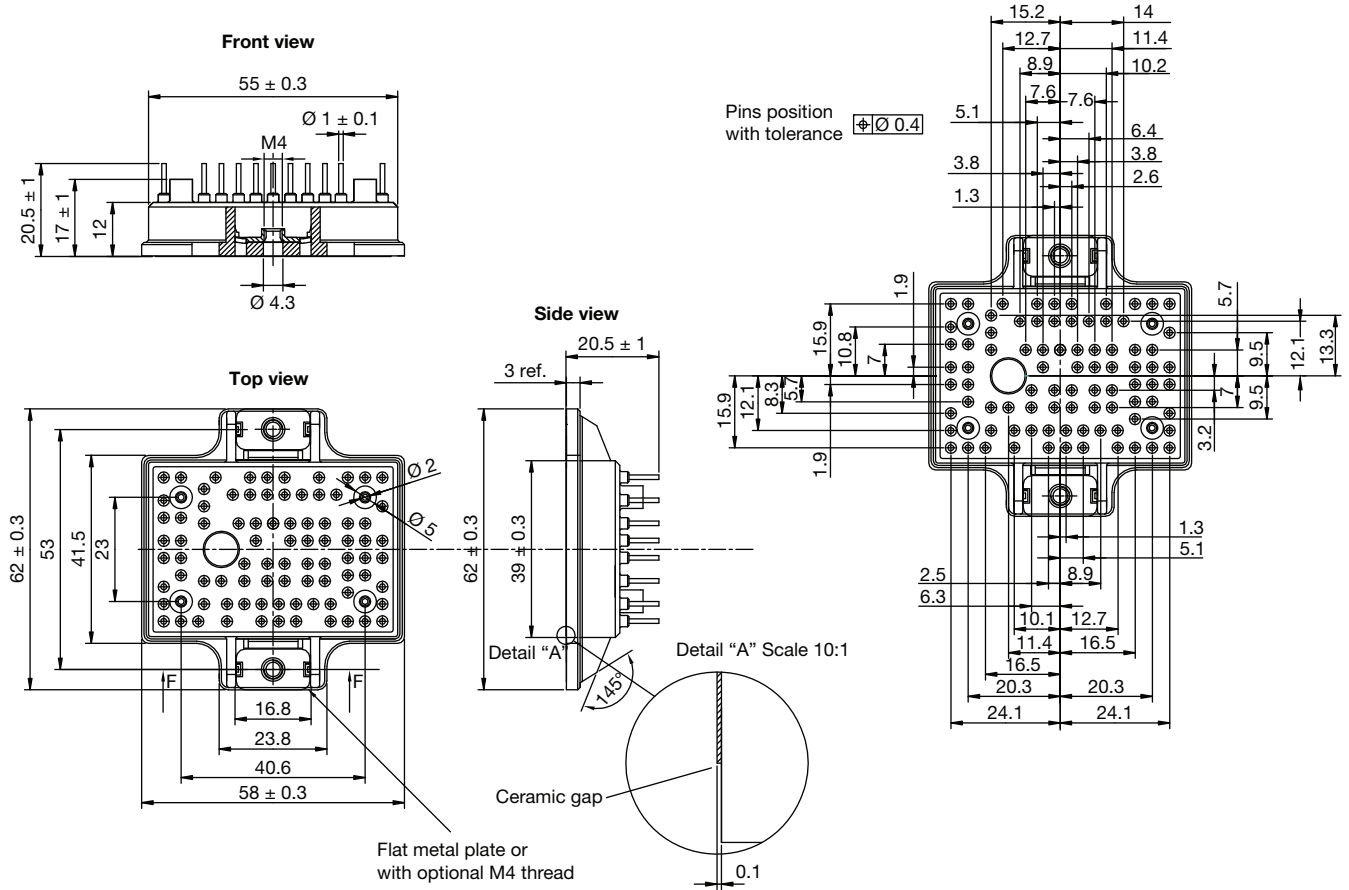 Front view
55 ± 0.3
Ø 1 ± 0.1
M4
20.5 ± 1
17 ± 1
12
Ø 4.3
Top view
62 ± 0.3
53
41.5
23
Ø 2
Ø 5
F
F
16.8
23.8
40.6
58 ± 0.3
Flat metal plate or
with optional M4 thread
Side view
20.5 ± 1
3 ref.
62 ± 0.3
39 ± 0.3
Detail “A”
145°
Detail “A” Scale 10:1
Ceramic gap
0.1
Pins position
with tolerance
⌖ Ø 0.4
15.2
14
12.7
11.4
8.9
10.2
7.6
7.6
5.1
6.4
3.8
3.8
2.6
1.3
1.9
15.9
10.8
7
5.7
9.5
12.1
13.3
15.9
12.1
8.3
5.7
1.9
3.2
7
9.5
1.3
5.1
2.5
8.9
6.3
10.1
12.7
11.4
16.5
16.5
20.3
20.3
24.1
24.1